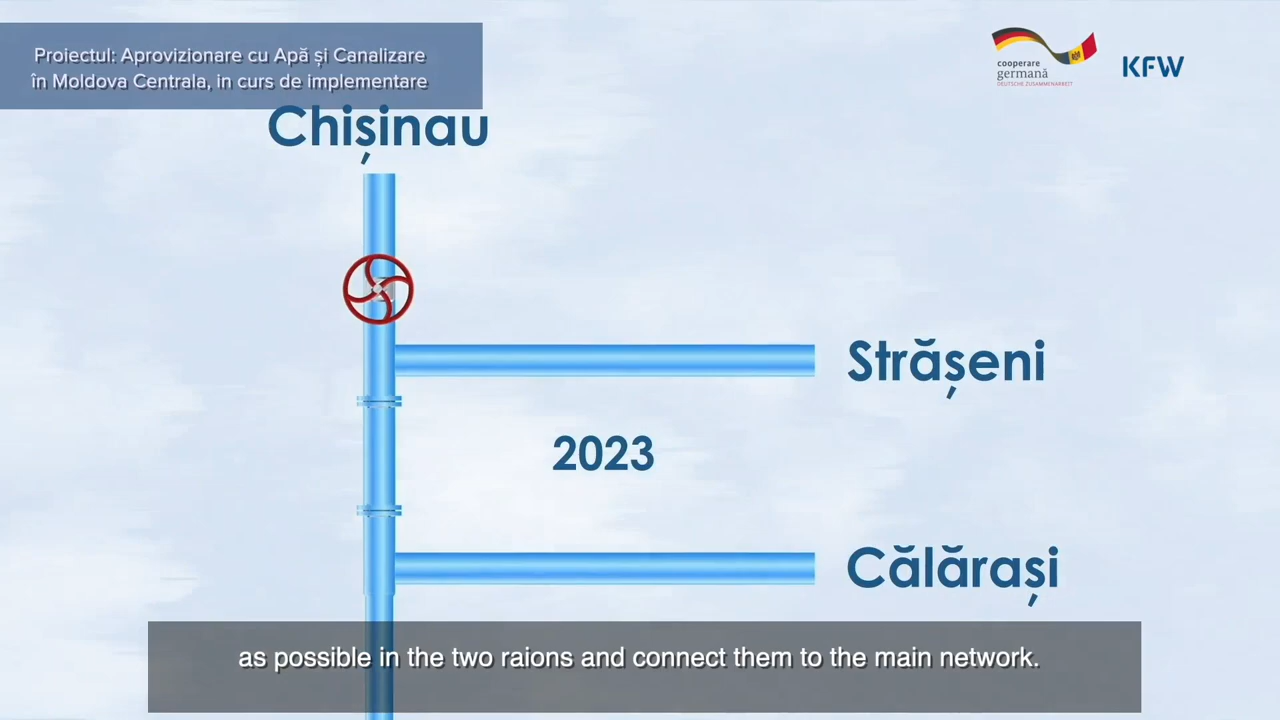 Proiectul: Aprovizionare cu Apă și Canalizare
în Moldova Centrala, in curs de implementare
cooperare
germană
DEUTSCHE ZUSAMMENARBEIT
KFW
Chișinau
Strășeni
2023
Călărași
as possible in the two raions and connect them to the main network.